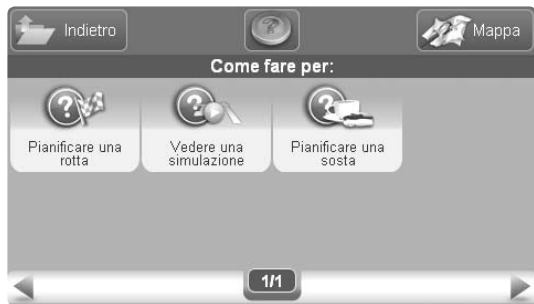 Indietro
Mappa
Come fare per:
Pianificare una
rotta
Vedere una
simulazione
Pianificare una
sosta
1/1